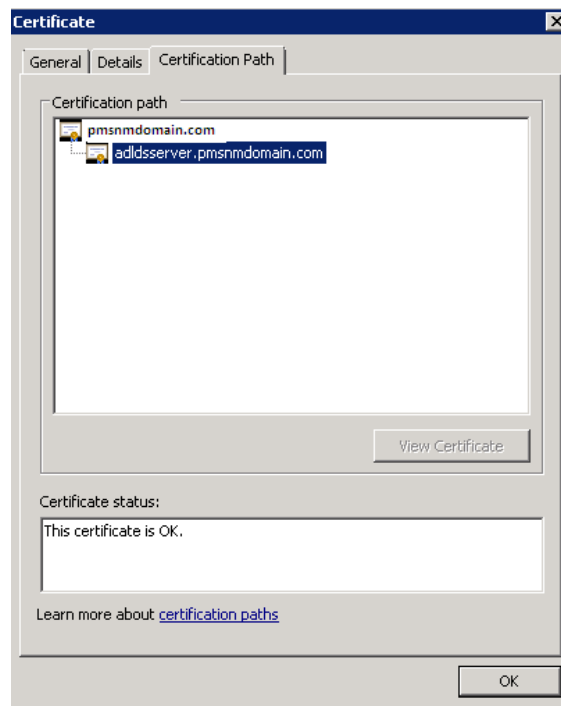 Certificate
General
Details
Certification Path
Certification path
pmsnmdomain.com
adldsserver.pmsnmdomain.com
View Certificate
Certificate status:
This certificate is OK.
Learn more about certification paths
OK